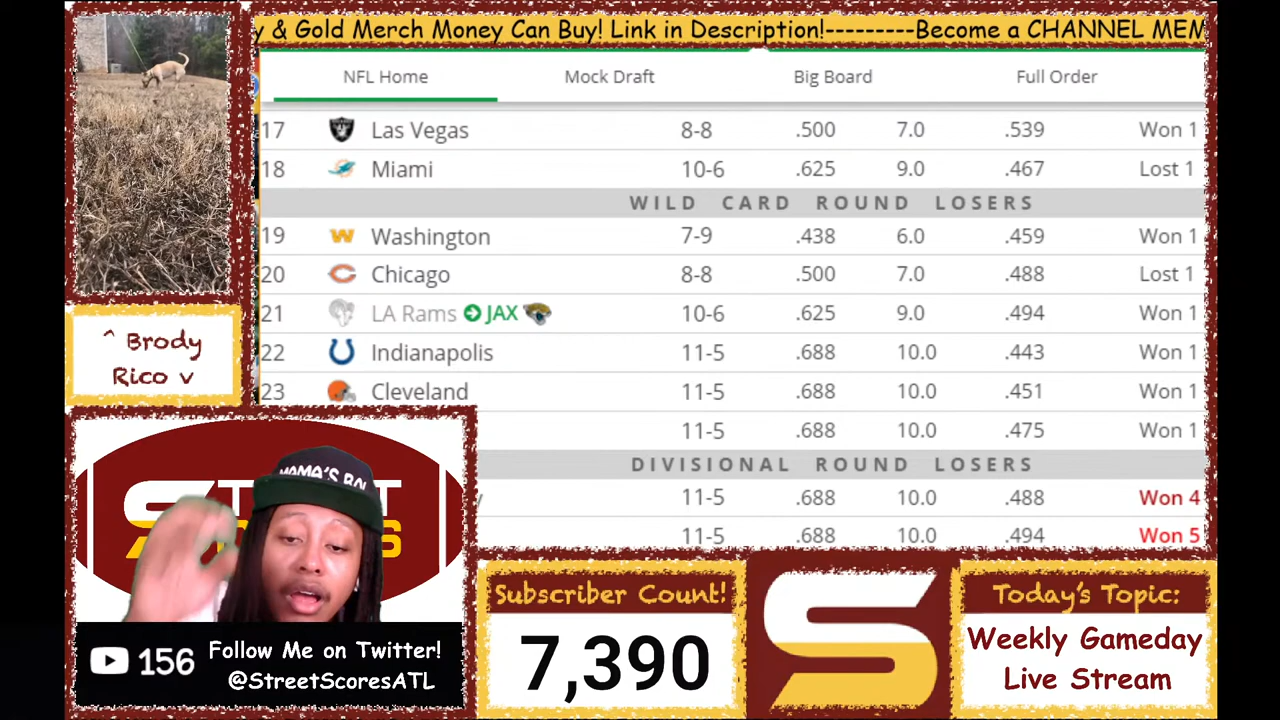 y & Gold Merch Money Can Buy! Link in Description!---------Become a CHANNEL MEM
NFL Home Mock Draft Big Board Full Order
17 Las Vegas 8-8 .500 7.0 .539 Won 1
18 Miami 10-6 .625 9.0 .467 Lost 1
WILD CARD ROUND LOSERS
19 Washington 7-9 .438 6.0 .459 Won 1
20 Chicago 8-8 .500 7.0 .488 Lost 1
21 LA Rams JAX 10-6 .625 9.0 .494 Won 1
22 Indianapolis 11-5 .688 10.0 .443 Won 1
23 Cleveland 11-5 .688 10.0 .451 Won 1
11-5 .688 10.0 .475 Won 1
DIVISIONAL ROUND LOSERS
11-5 .688 10.0 .488 Won 4
11-5 .688 10.0 .494 Won 5
^ Brody
Rico v
MAMA'S BOY
156
Follow Me on Twitter!
@StreetScoresATL
Subscriber Count!
7,390
Today's Topic:
Weekly Gameday
Live Stream